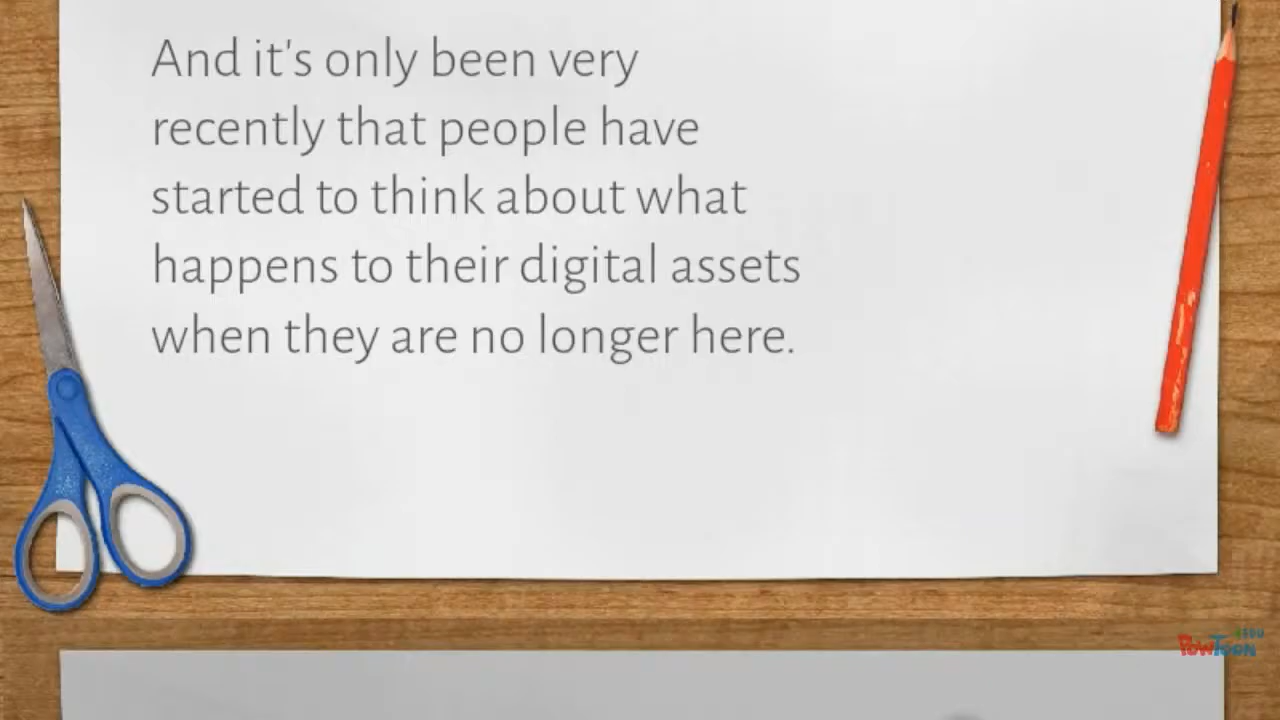 And it's only been very
recently that people have
started to think about what
happens to their digital assets
when they are no longer here.
EDU
PowToon